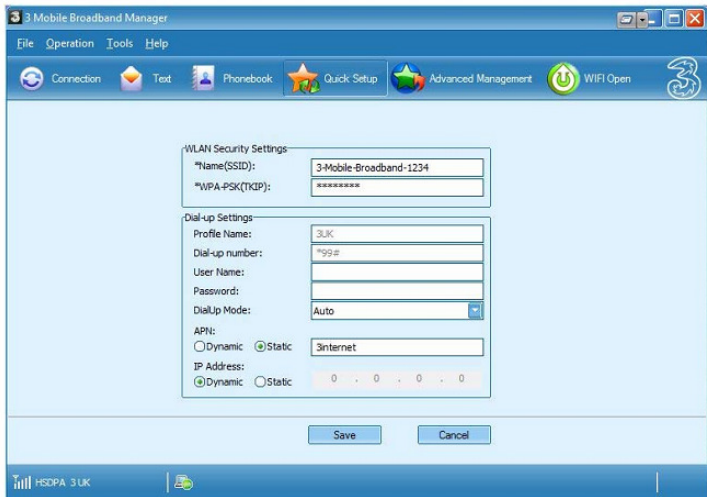 3 Mobile Broadband Manager
File Operation Tools Help
Connection Text Phonebook Quick Setup Advanced Management WIFI Open 3
WLAN Security Settings
*Name(SSID): 3-Mobile-Broadband-1234
*WPA-PSK(TKIP): ********
Dial-up Settings
Profile Name: 3UK
Dial-up number: *99#
User Name:
Password:
DialUp Mode: Auto
APN:
Dynamic Static 3internet
IP Address:
Dynamic Static 0 . 0 . 0 . 0
Save Cancel
HSDPA 3 UK